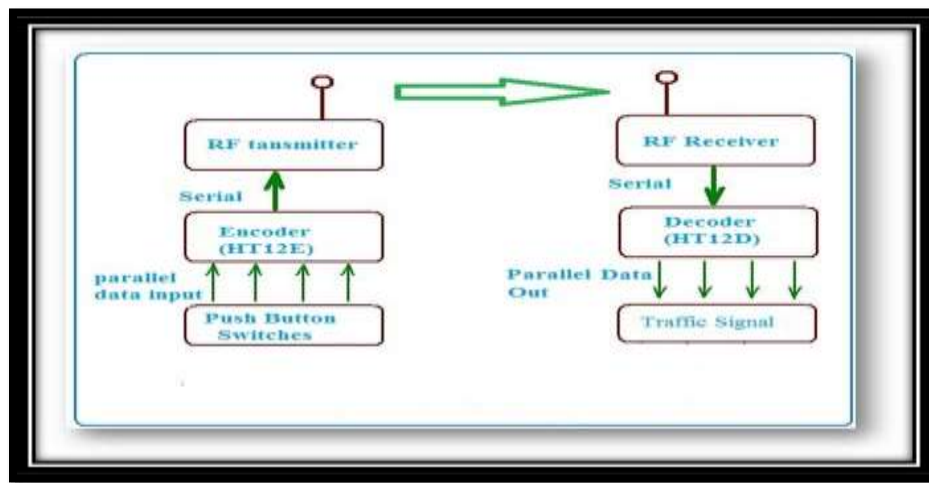 RF tansmitter
Serial
Encoder
(HT12E)
parallel
data input
Push Button
Switches
RF Receiver
Serial
Decoder
(HT12D)
Parallel Data
Out
Traffic Signal